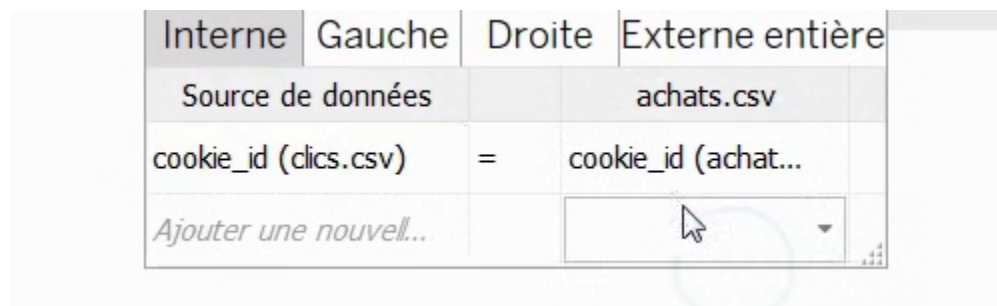 Interne Gauche Droite Externe entière
Source de données achats.csv
cookie_id (clics.csv) = cookie_id (achat...
Ajouter une nouvell...